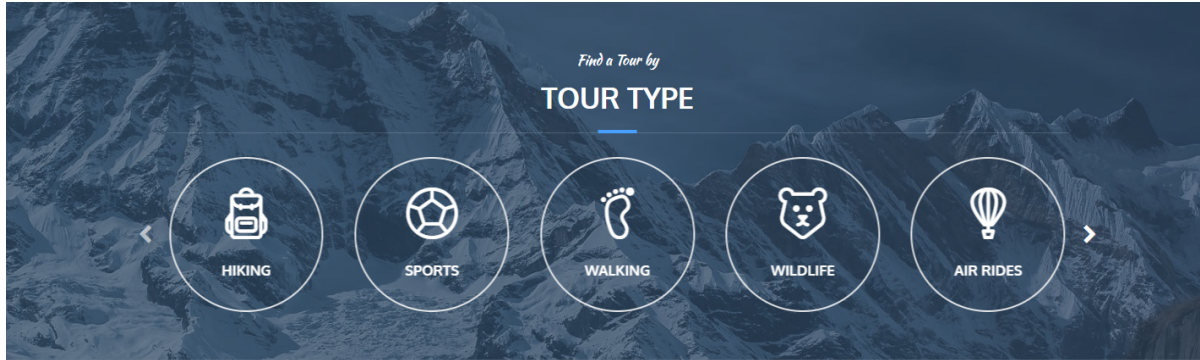 Find a Tour by
TOUR TYPE
HIKING
SPORTS
WALKING
WILDLIFE
AIR RIDES